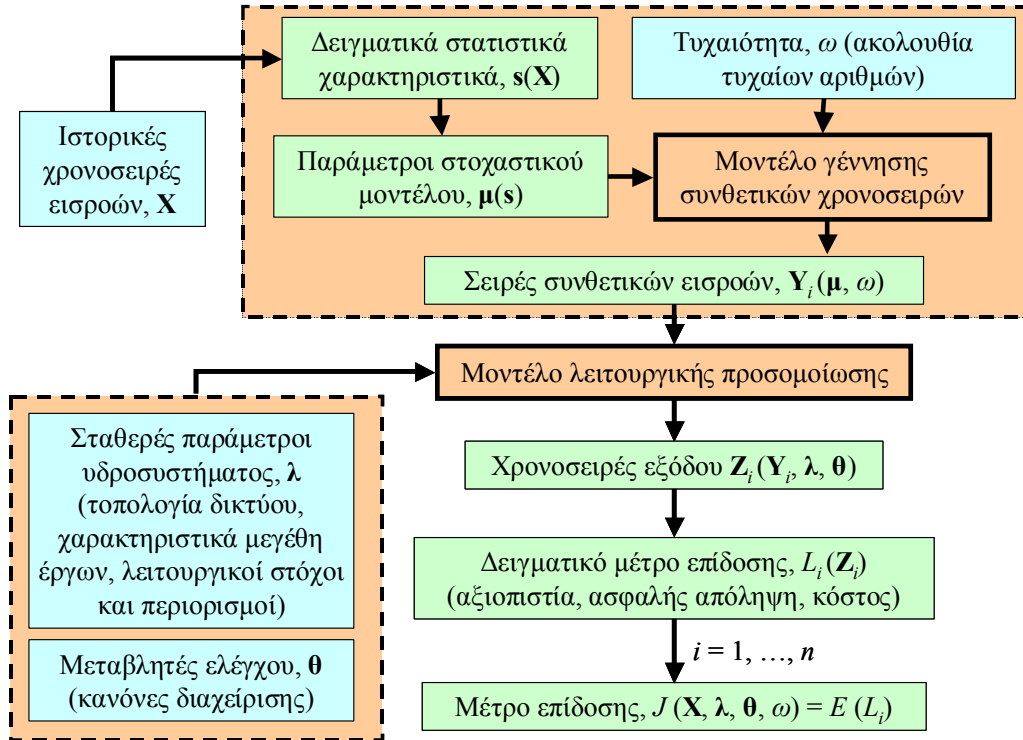 Δειγματικά στατιστικά
χαρακτηριστικά, s(X)
Τυχαιότητα, ω (ακολουθία
τυχαίων αριθμών)
Ιστορικές
χρονοσειρές
εισροών, X
Παράμετροι στοχαστικού
μοντέλου, μ(s)
Μοντέλο γέννησης
συνθετικών χρονοσειρών
Σειρές συνθετικών εισροών, Yi (μ, ω)
Μοντέλο λειτουργικής προσομοίωσης
Σταθερές παράμετροι
υδροσυστήματος, λ
(τοπολογία δικτύου,
χαρακτηριστικά μεγέθη
έργων, λειτουργικοί στόχοι
και περιορισμοί)
Μεταβλητές ελέγχου, θ
(κανόνες διαχείρισης)
Χρονοσειρές εξόδου Zi (Yi, λ, θ)
Δειγματικό μέτρο επίδοσης, Li (Zi)
(αξιοπιστία, ασφαλής απόληψη, κόστος)
i = 1, …, n
Μέτρο επίδοσης, J (X, λ, θ, ω) = E (Li)